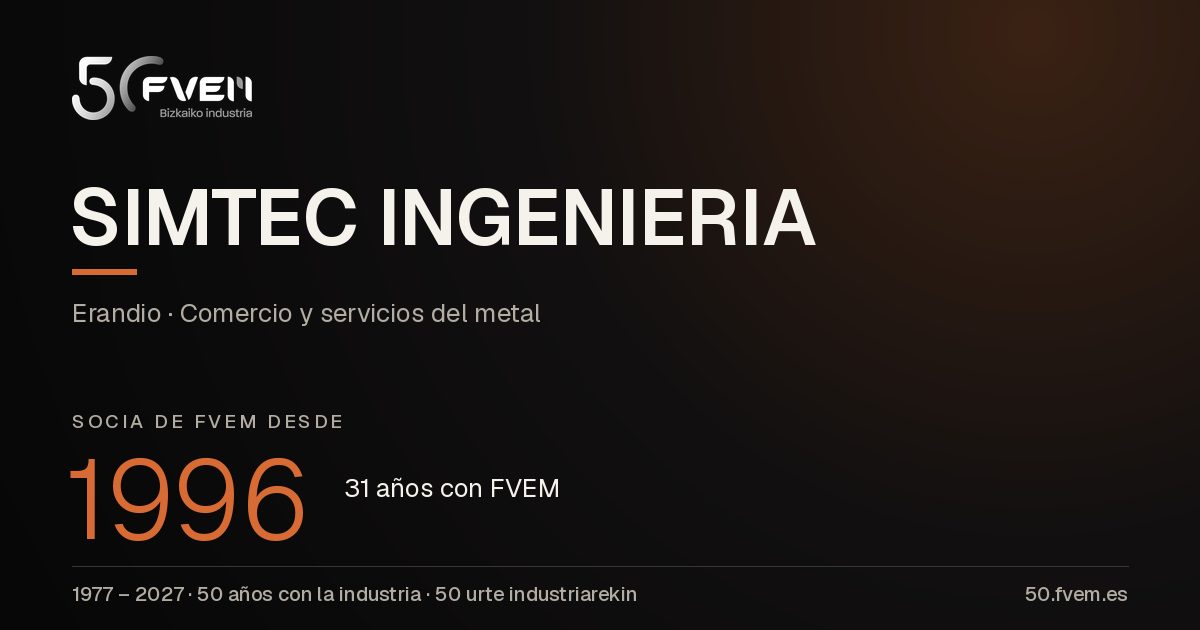 50 FVEM
Bizkaiko industria
SIMTEC INGENIERIA
Erandio · Comercio y servicios del metal
SOCIA DE FVEM DESDE
1996
31 años con FVEM
1977 – 2027 · 50 años con la industria · 50 urte industriarekin
50.fvem.es